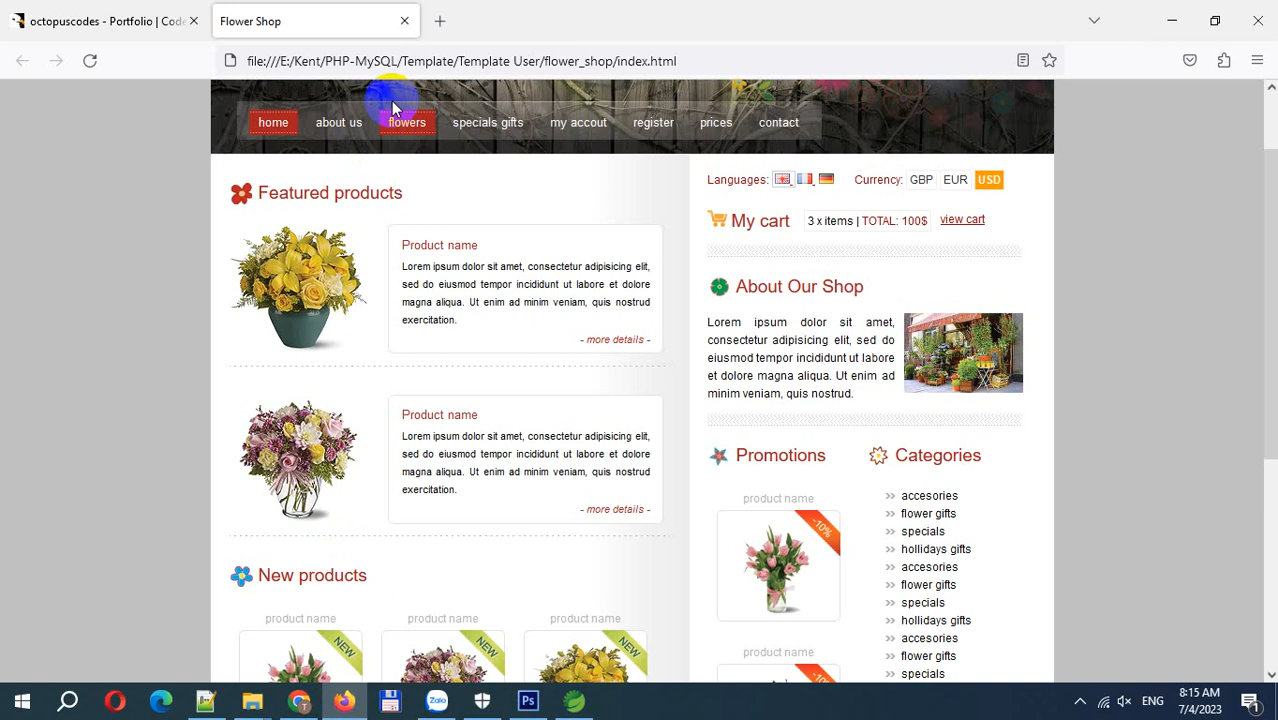 octopuscodes - Portfolio | Code
Flower Shop
file:///E:/Kent/PHP-MySQL/Template/Template User/flower_shop/index.html
home about us flowers specials gifts my accout register prices contact
Languages: Currency: GBP EUR USD
Featured products
My cart 3 x items | TOTAL: 100$ view cart
Product name
Lorem ipsum dolor sit amet, consectetur adipisicing elit,
sed do eiusmod tempor incididunt ut labore et dolore
magna aliqua. Ut enim ad minim veniam, quis nostrud
exercitation.
- more details -
Product name
Lorem ipsum dolor sit amet, consectetur adipisicing elit,
sed do eiusmod tempor incididunt ut labore et dolore
magna aliqua. Ut enim ad minim veniam, quis nostrud
exercitation.
- more details -
New products
product name product name product name
NEW NEW NEW
About Our Shop
Lorem ipsum dolor sit amet,
consectetur adipisicing elit, sed do
eiusmod tempor incididunt ut labore
et dolore magna aliqua. Ut enim ad
minim veniam, quis nostrud.
Promotions
product name
-10%
product name
-10%
Categories
accesories
flower gifts
specials
hollidays gifts
accesories
flower gifts
specials
hollidays gifts
accesories
flower gifts
specials
Zalo
Ps
ENG
8:15 AM
7/4/2023
1